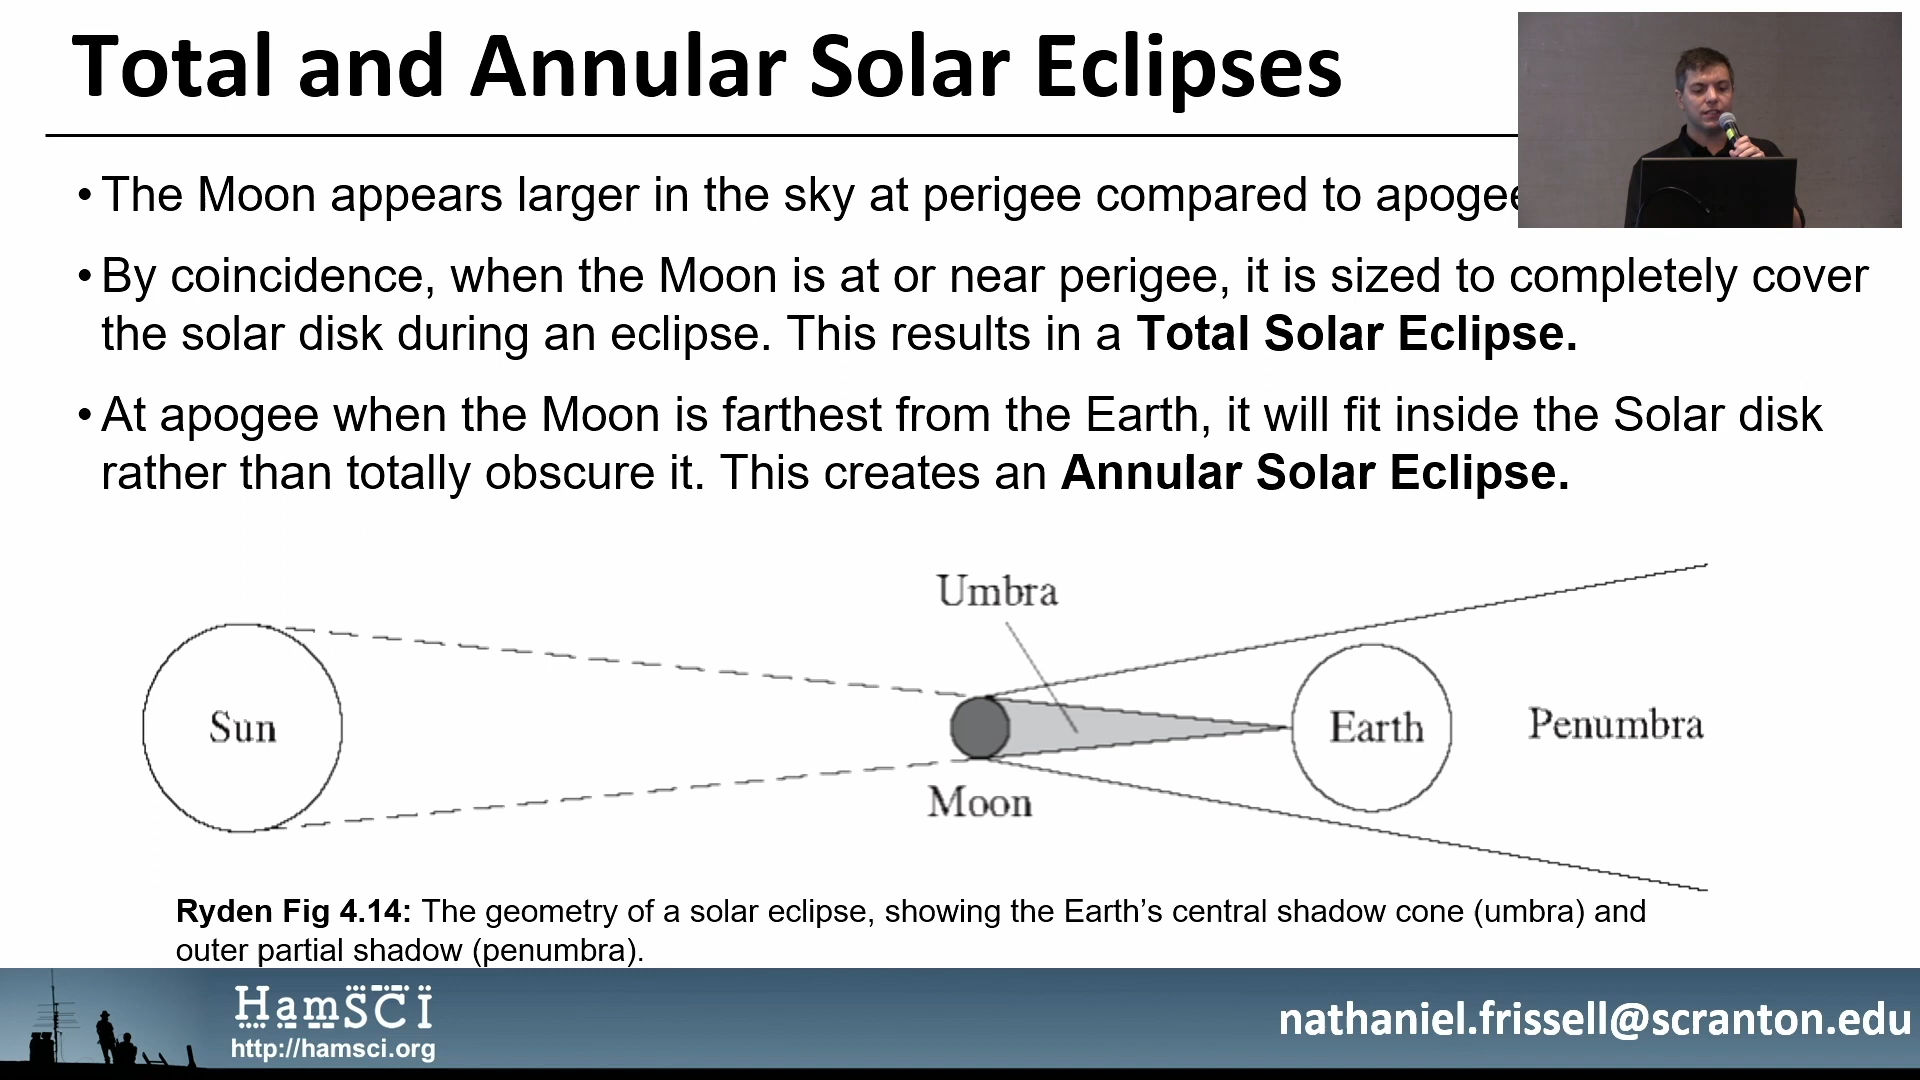 Total and Annular Solar Eclipses
• The Moon appears larger in the sky at perigee compared to apogee
• By coincidence, when the Moon is at or near perigee, it is sized to completely cover
the solar disk during an eclipse. This results in a Total Solar Eclipse.
• At apogee when the Moon is farthest from the Earth, it will fit inside the Solar disk
rather than totally obscure it. This creates an Annular Solar Eclipse.
Umbra
Sun
Earth
Penumbra
Moon
Ryden Fig 4.14: The geometry of a solar eclipse, showing the Earth’s central shadow cone (umbra) and
outer partial shadow (penumbra).
HamSCI
http://hamsci.org
nathaniel.frissell@scranton.edu